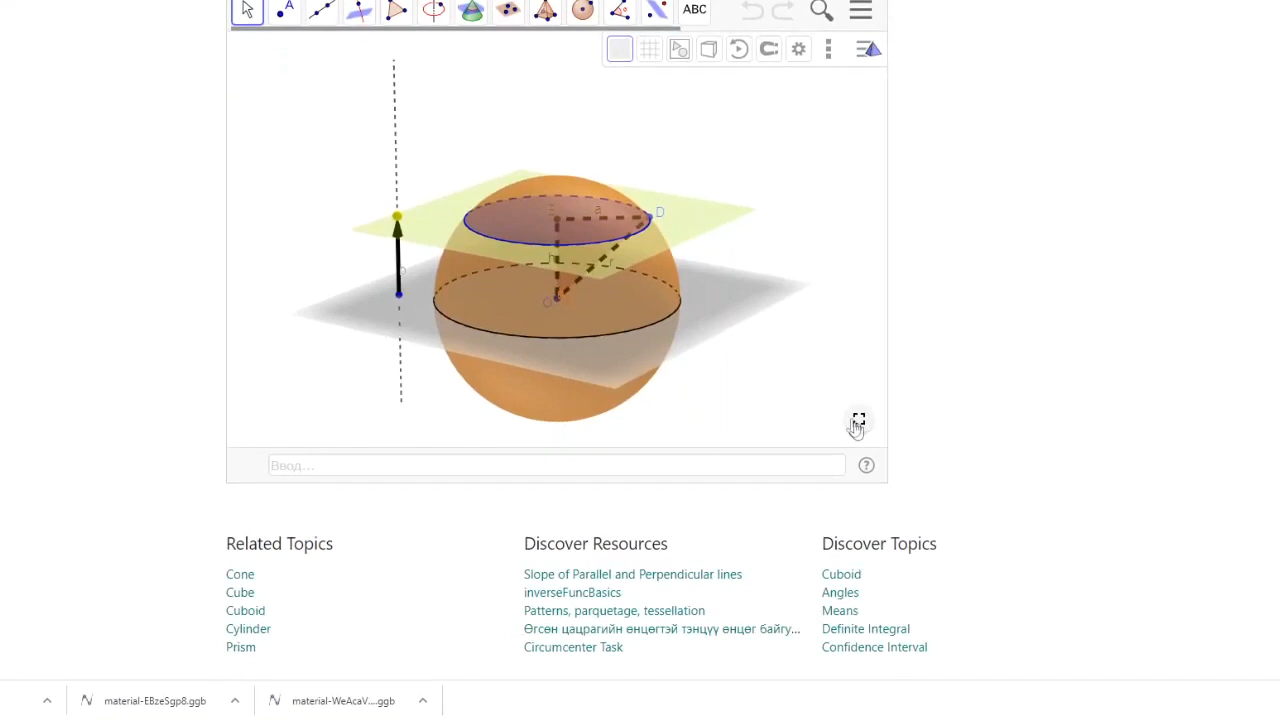 A
ABC
D
a
h
r
O
Ввод...
?
Related Topics
Cone
Cube
Cuboid
Cylinder
Prism
Discover Resources
Slope of Parallel and Perpendicular lines
inverseFuncBasics
Patterns, parquetage, tessellation
Өгсөн цацрагийн өнцөгтэй тэнцүү өнцөг байгу...
Circumcenter Task
Discover Topics
Cuboid
Angles
Means
Definite Integral
Confidence Interval
material-EBzeSgp8.ggb
material-WeAcaV....ggb